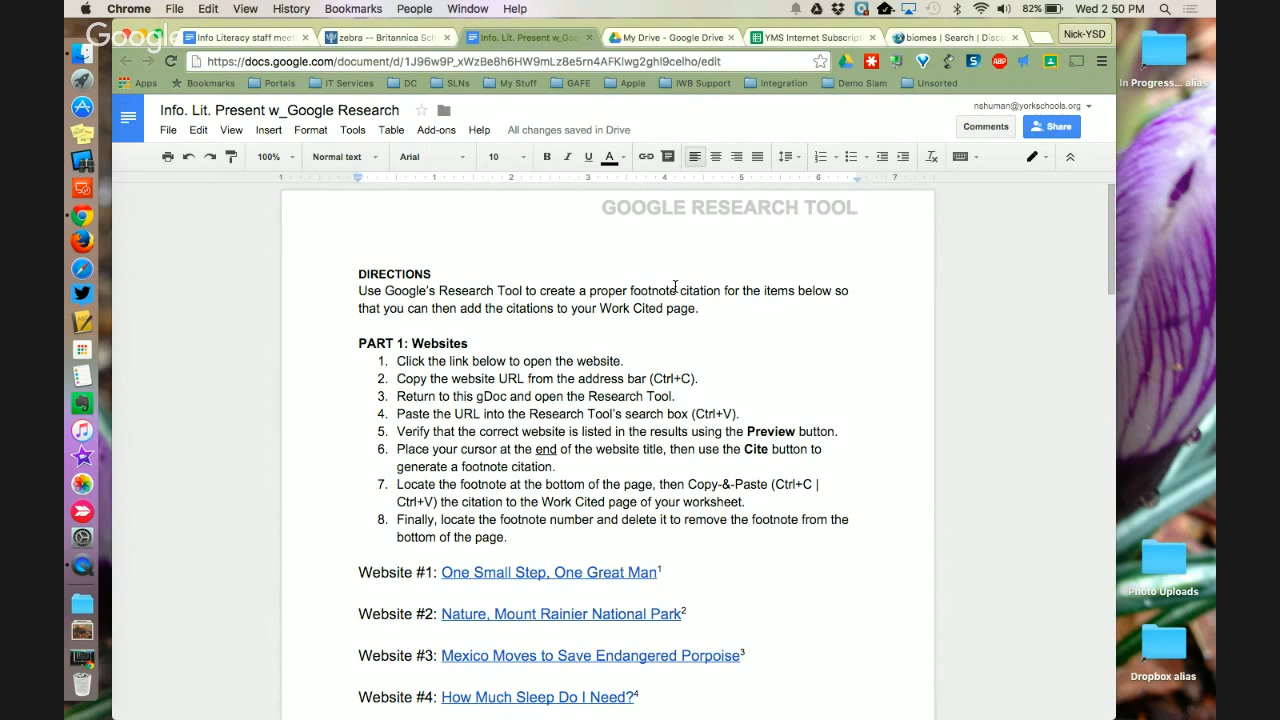 Chrome File Edit View History Bookmarks People Window Help 82% Wed 2 50 PM
Google
Info Literacy staff meet zebra -- Britannica Sch Info. Lit. Present w_Goo My Drive - Google Drive YMS Internet Subscripti biomes | Search | Disco Nick-YSD
https://docs.google.com/document/d/1J96w9P_xWzBe8h6HW9mLz8e5rn4AFKlwg2ghl9celho/edit
Apps Bookmarks Portals IT Services DC SLNs My Stuff GAFE Apple IWB Support Integration Demo Slam Unsorted
In Progress... alias
Info. Lit. Present w_Google Research
nshuman@yorkschools.org
File Edit View Insert Format Tools Table Add-ons Help All changes saved in Drive
Comments Share
100% Normal text Arial 10 B I U A
1 1 2 3 4 5 6 7
GOOGLE RESEARCH TOOL
DIRECTIONS
Use Google's Research Tool to create a proper footnote citation for the items below so
that you can then add the citations to your Work Cited page.
PART 1: Websites
1. Click the link below to open the website.
2. Copy the website URL from the address bar (Ctrl+C).
3. Return to this gDoc and open the Research Tool.
4. Paste the URL into the Research Tool's search box (Ctrl+V).
5. Verify that the correct website is listed in the results using the Preview button.
6. Place your cursor at the end of the website title, then use the Cite button to
generate a footnote citation.
7. Locate the footnote at the bottom of the page, then Copy-&-Paste (Ctrl+C |
Ctrl+V) the citation to the Work Cited page of your worksheet.
8. Finally, locate the footnote number and delete it to remove the footnote from the
bottom of the page.
Website #1: One Small Step, One Great Man1
Website #2: Nature, Mount Rainier National Park2
Website #3: Mexico Moves to Save Endangered Porpoise3
Website #4: How Much Sleep Do I Need?4
Photo Uploads
Dropbox alias